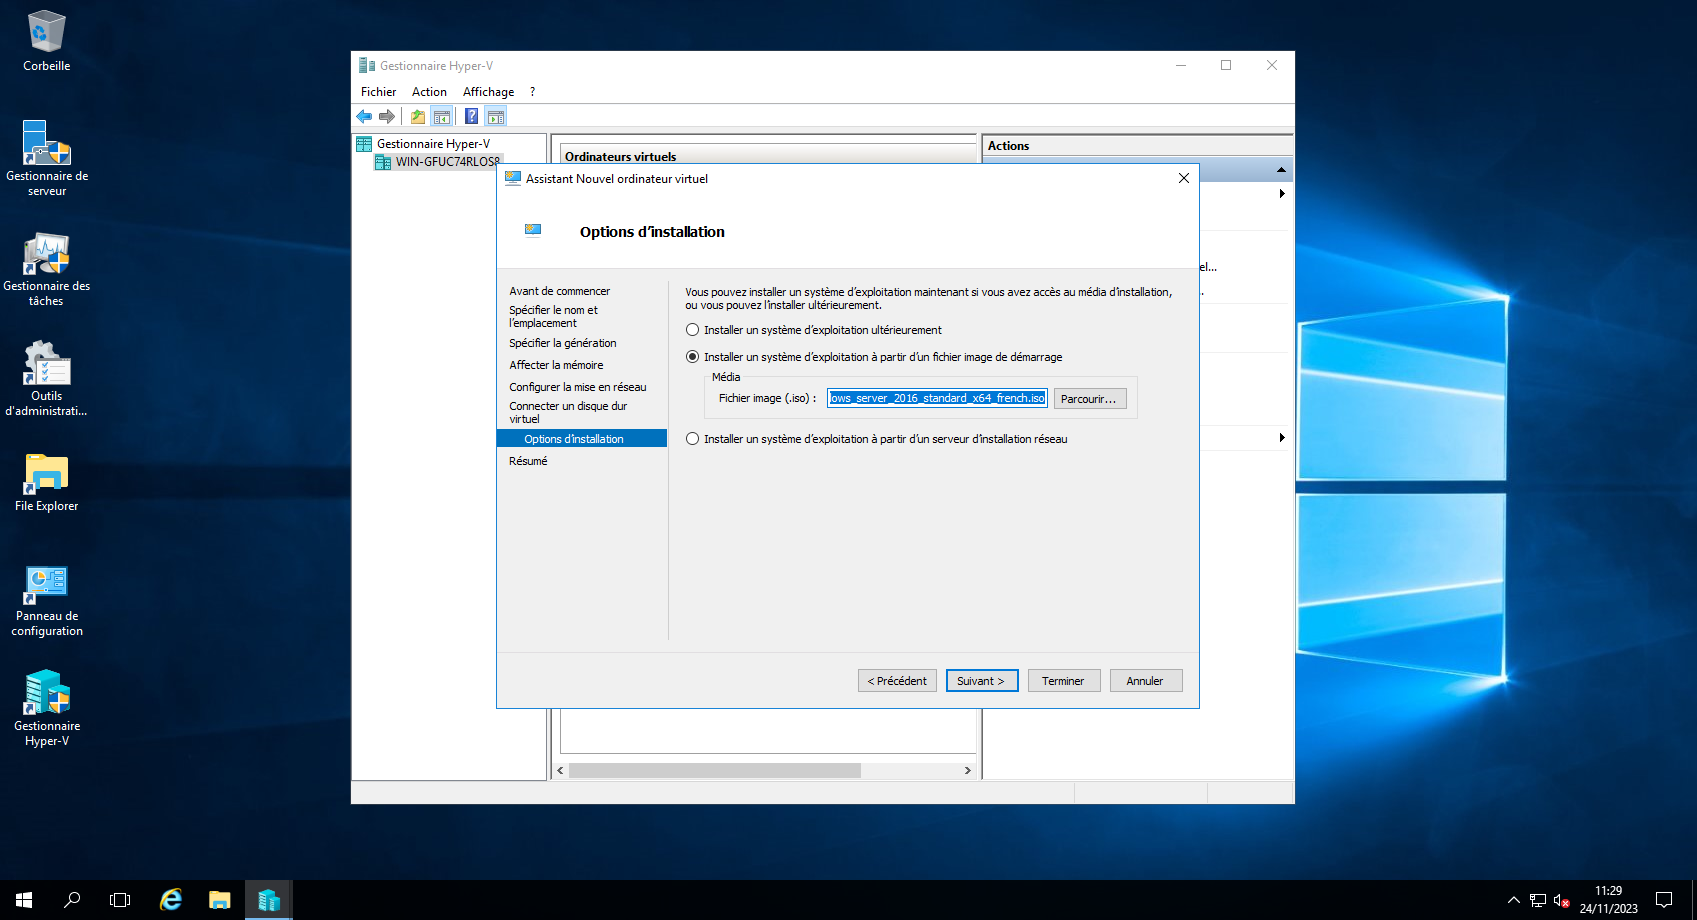 Corbeille
Gestionnaire de
serveur
Gestionnaire des
tâches
Outils
d'administrati...
File Explorer
Panneau de
configuration
Gestionnaire
Hyper-V
Gestionnaire Hyper-V
Fichier Action Affichage ?
Gestionnaire Hyper-V
WIN-GFUC74RLOS8
Ordinateurs virtuels
Actions
el...
Assistant Nouvel ordinateur virtuel
Options d'installation
Avant de commencer
Spécifier le nom et
l'emplacement
Spécifier la génération
Affecter la mémoire
Configurer la mise en réseau
Connecter un disque dur
virtuel
Options d'installation
Résumé
Vous pouvez installer un système d'exploitation maintenant si vous avez accès au média d'installation,
ou vous pouvez l'installer ultérieurement.
Installer un système d'exploitation ultérieurement
Installer un système d'exploitation à partir d'un fichier image de démarrage
Média
Fichier image (.iso) : ows_server_2016_standard_x64_french.iso Parcourir...
Installer un système d'exploitation à partir d'un serveur d'installation réseau
< Précédent Suivant > Terminer Annuler
11:29
24/11/2023